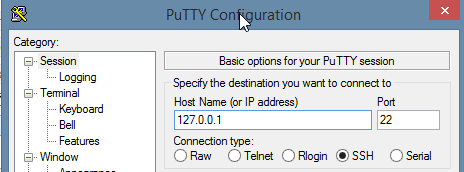 PuTTY Configuration
Category:
Session
Logging
Terminal
Keyboard
Bell
Features
Window
Basic options for your PuTTY session
Specify the destination you want to connect to
Host Name (or IP address) Port
127.0.0.1 22
Connection type:
Raw Telnet Rlogin SSH Serial